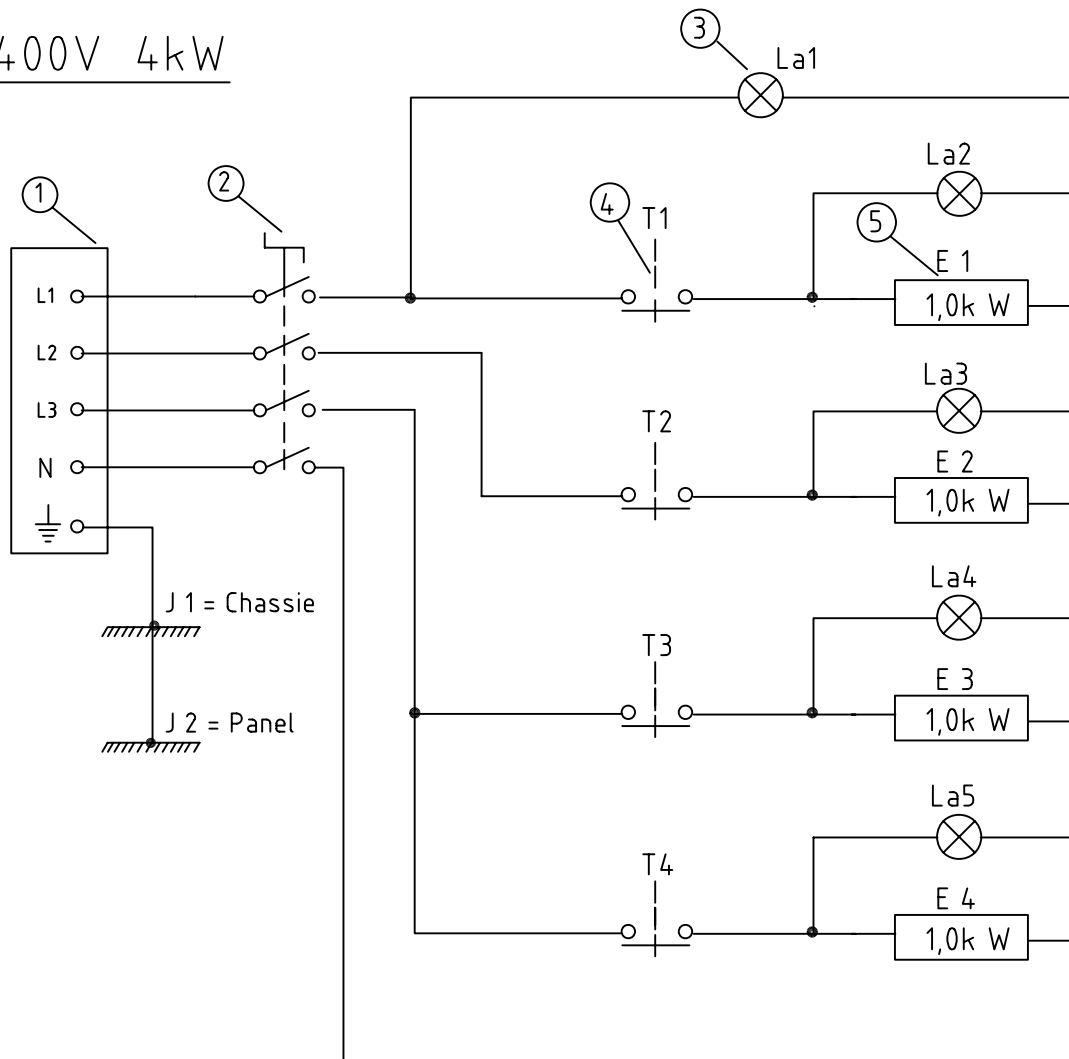 400V 4kW
3
La1
La2
1
2
4
T1
5
E 1
L1
1,0k W
L2
La3
L3
T2
E 2
N
1,0k W
La4
J 1 = Chassie
T3
E 3
J 2 = Panel
1,0k W
La5
T4
E 4
1,0k W